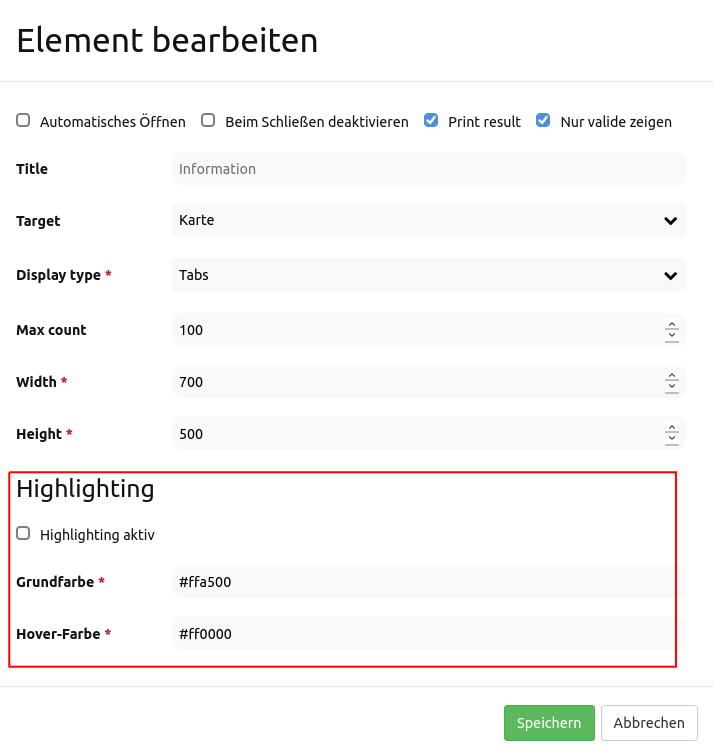 Element bearbeiten
Automatisches Öffnen Beim Schließen deaktivieren Print result Nur valide zeigen
Title Information
Target Karte
Display type * Tabs
Max count 100
Width * 700
Height * 500
Highlighting
Highlighting aktiv
Grundfarbe * #ffa500
Hover-Farbe * #ff0000
Speichern Abbrechen